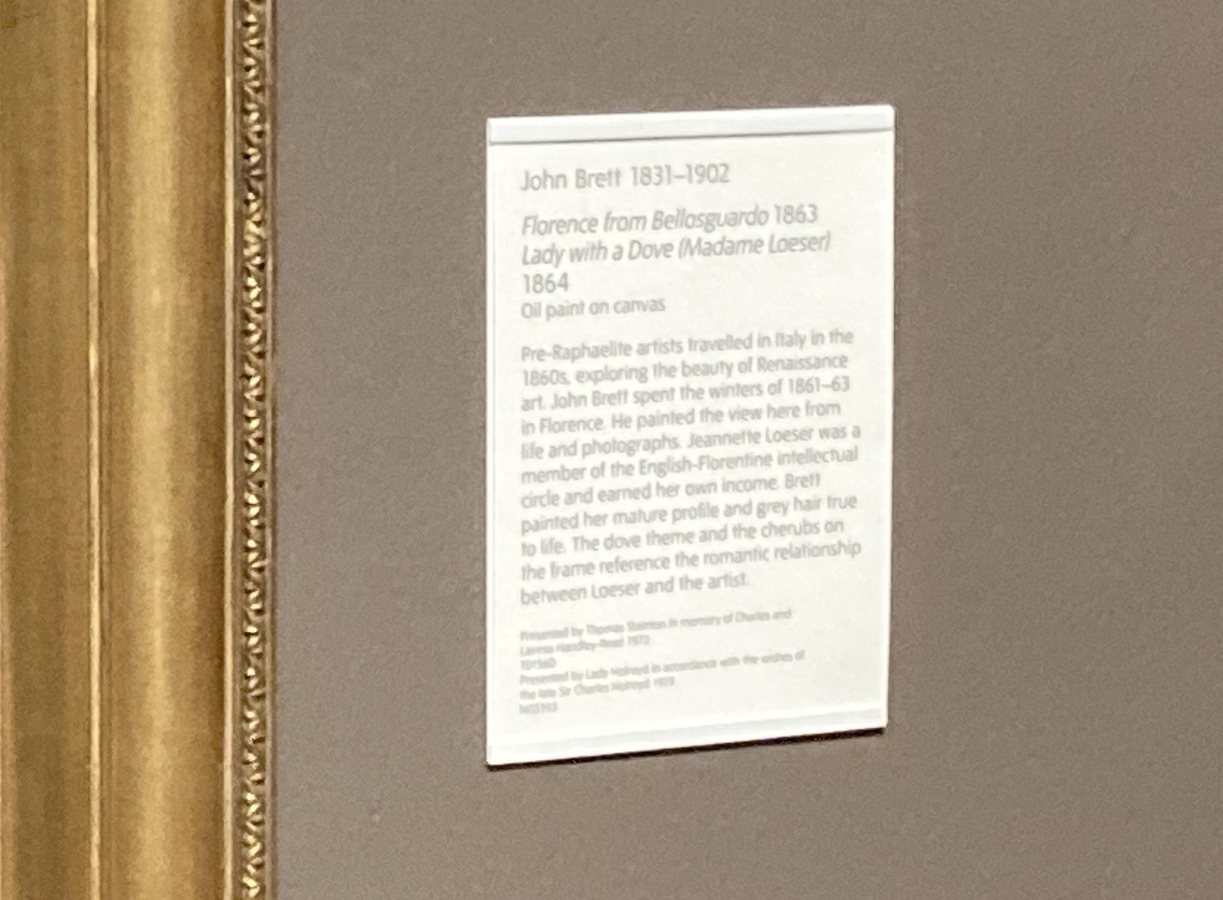 John Brett 1831–1902
Florence from Bellosguardo 1863
Lady with a Dove (Madame Loeser)
1864
Oil paint on canvas
Pre-Raphaelite artists travelled in Italy in the
1860s, exploring the beauty of Renaissance
art. John Brett spent the winters of 1861–63
in Florence. He painted the view here from
life and photographs. Jeannette Loeser was a
member of the English-Florentine intellectual
circle and earned her own income. Brett
painted her mature profile and grey hair true
to life. The dove theme and the cherubs on
the frame reference the romantic relationship
between Loeser and the artist.
Presented by Thomas Stainton in memory of Charles and
Lavinia Handley-Read 1972
Presented by Lady Holroyd in accordance with the wishes of
the late Sir Charles Holroyd